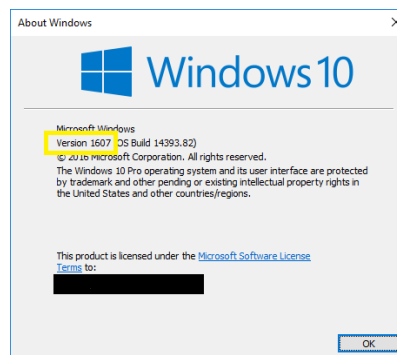 About Windows
Windows 10
Microsoft Windows
Version 1607 (OS Build 14393.82)
© 2016 Microsoft Corporation. All rights reserved.
The Windows 10 Pro operating system and its user interface are protected
by trademark and other pending or existing intellectual property rights in
the United States and other countries/regions.
This product is licensed under the Microsoft Software License
Terms to:
OK